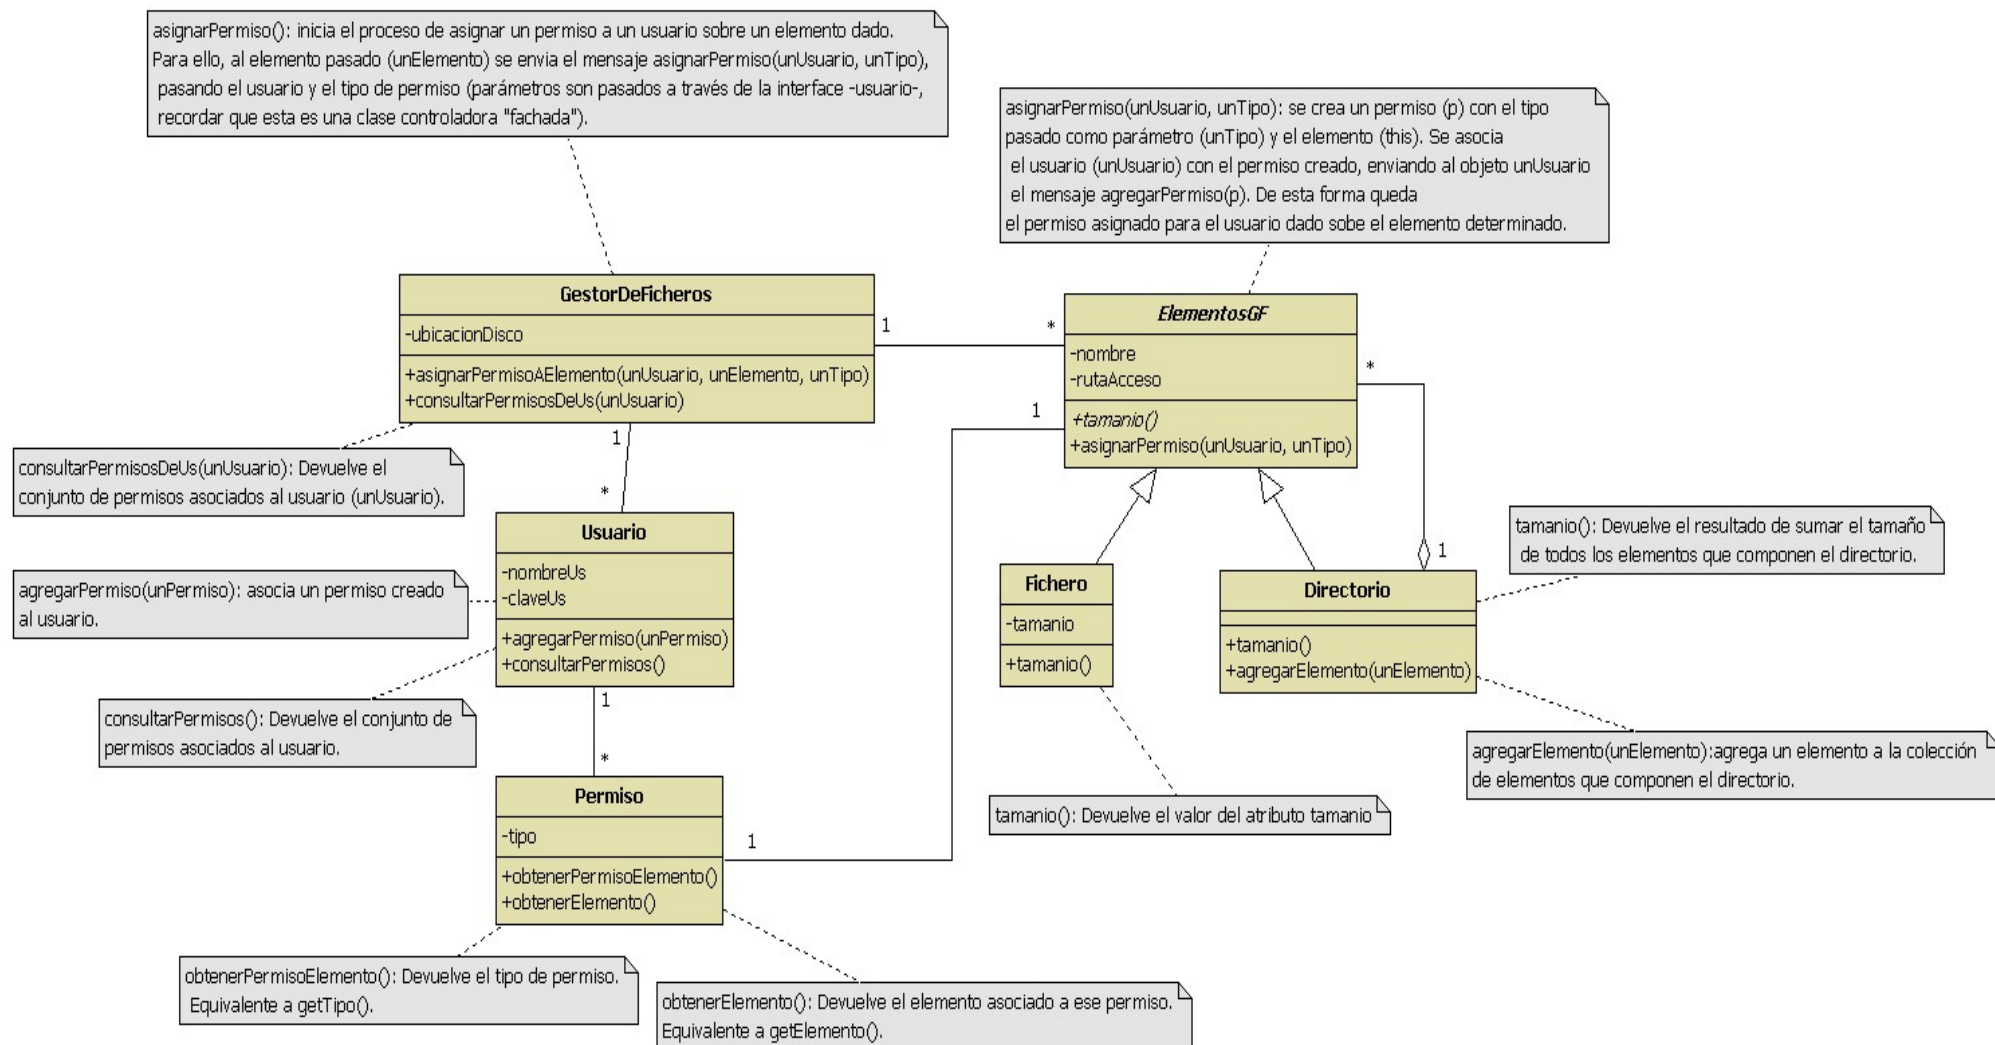 asignarPermiso(): inicia el proceso de asignar un permiso a un usuario sobre un elemento dado.
Para ello, al elemento pasado (unElemento) se envia el mensaje asignarPermiso(unUsuario, unTipo),
pasando el usuario y el tipo de permiso (parámetros son pasados a través de la interface -usuario-,
recordar que esta es una clase controladora "fachada").
asignarPermiso(unUsuario, unTipo): se crea un permiso (p) con el tipo
pasado como parámetro (unTipo) y el elemento (this). Se asocia
el usuario (unUsuario) con el permiso creado, enviando al objeto unUsuario
el mensaje agregarPermiso(p). De esta forma queda
el permiso asignado para el usuario dado sobe el elemento determinado.
GestorDeFicheros
-ubicacionDisco
+asignarPermisoAElemento(unUsuario, unElemento, unTipo)
+consultarPermisosDeUs(unUsuario)
1
*
ElementosGF
-nombre
-rutaAcceso
+tamanio()
+asignarPermiso(unUsuario, unTipo)
*
1
1
consultarPermisosDeUs(unUsuario): Devuelve el
conjunto de permisos asociados al usuario (unUsuario).
*
Usuario
-nombreUs
-claveUs
+agregarPermiso(unPermiso)
+consultarPermisos()
agregarPermiso(unPermiso): asocia un permiso creado
al usuario.
consultarPermisos(): Devuelve el conjunto de
permisos asociados al usuario.
1
*
Fichero
-tamanio
+tamanio()
Directorio
+tamanio()
+agregarElemento(unElemento)
1
tamanio(): Devuelve el resultado de sumar el tamaño
de todos los elementos que componen el directorio.
agregarElemento(unElemento):agrega un elemento a la colección
de elementos que componen el directorio.
tamanio(): Devuelve el valor del atributo tamanio
Permiso
-tipo
+obtenerPermisoElemento()
+obtenerElemento()
1
obtenerPermisoElemento(): Devuelve el tipo de permiso.
Equivalente a getTipo().
obtenerElemento(): Devuelve el elemento asociado a ese permiso.
Equivalente a getElemento().